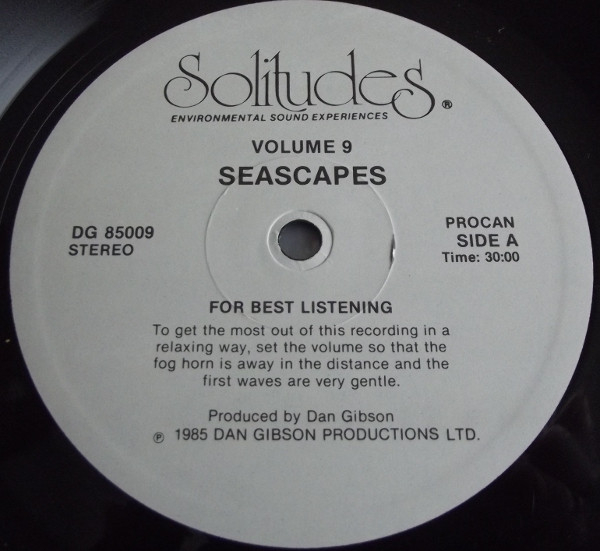 Solitudes®
ENVIRONMENTAL SOUND EXPERIENCES
VOLUME 9
SEASCAPES
DG 85009
STEREO
PROCAN
SIDE A
Time: 30:00
FOR BEST LISTENING
To get the most out of this recording in a
relaxing way, set the volume so that the
fog horn is away in the distance and the
first waves are very gentle.
Produced by Dan Gibson
℗ 1985 DAN GIBSON PRODUCTIONS LTD.